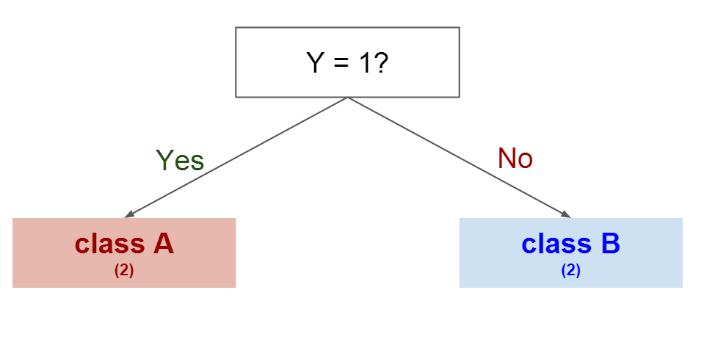 Y = 1?
Yes
No
class A
(2)
class B
(2)